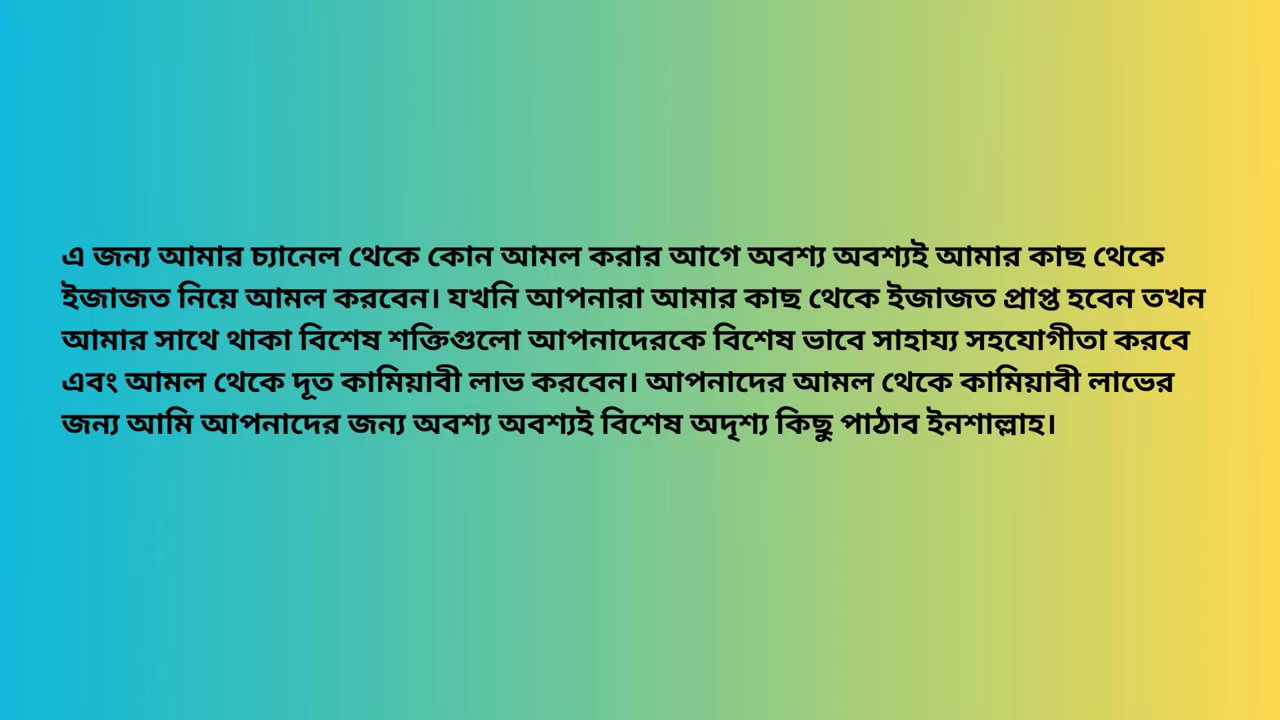 এ জন্য আমার চ্যানেল থেকে কোন আমল করার আগে অবশ্য অবশ্যই আমার কাছ থেকে
ইজাজত নিয়ে আমল করবেন। যখনি আপনারা আমার কাছ থেকে ইজাজত প্রাপ্ত হবেন তখন
আমার সাথে থাকা বিশেষ শক্তিগুলো আপনাদেরকে বিশেষ ভাবে সাহায্য সহযোগীতা করবে
এবং আমল থেকে দূত কামিয়াবী লাভ করবেন। আপনাদের আমল থেকে কামিয়াবী লাভের
জন্য আমি আপনাদের জন্য অবশ্য অবশ্যই বিশেষ অদৃশ্য কিছু পাঠাব ইনশাল্লাহ।